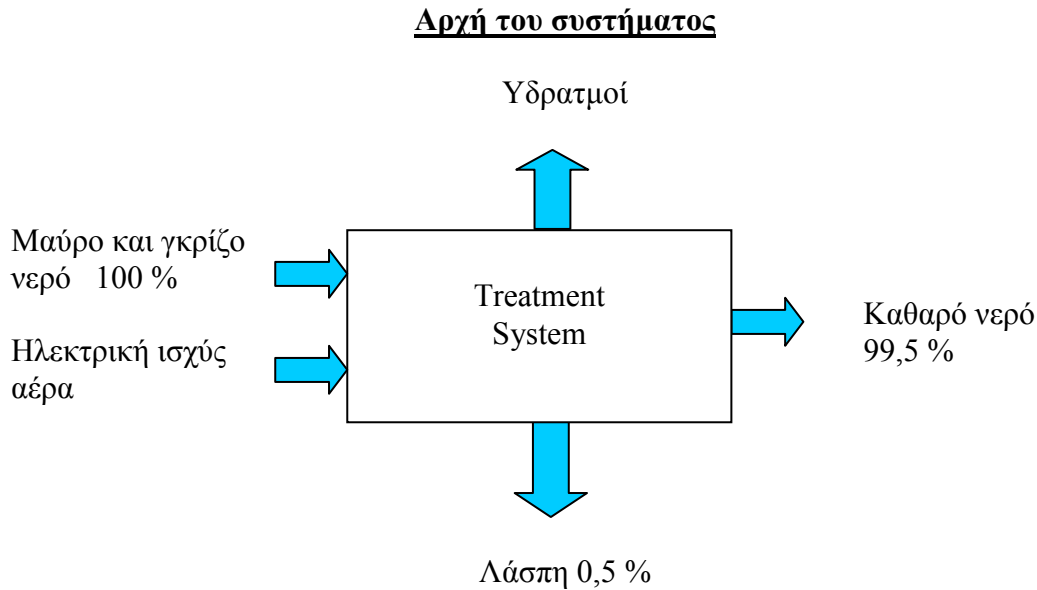 Αρχή του συστήματος
Υδρατμοί
Μαύρο και γκρίζο
νερό 100 %
Ηλεκτρική ισχύς
αέρα
Treatment
System
Καθαρό νερό
99,5 %
Λάσπη 0,5 %